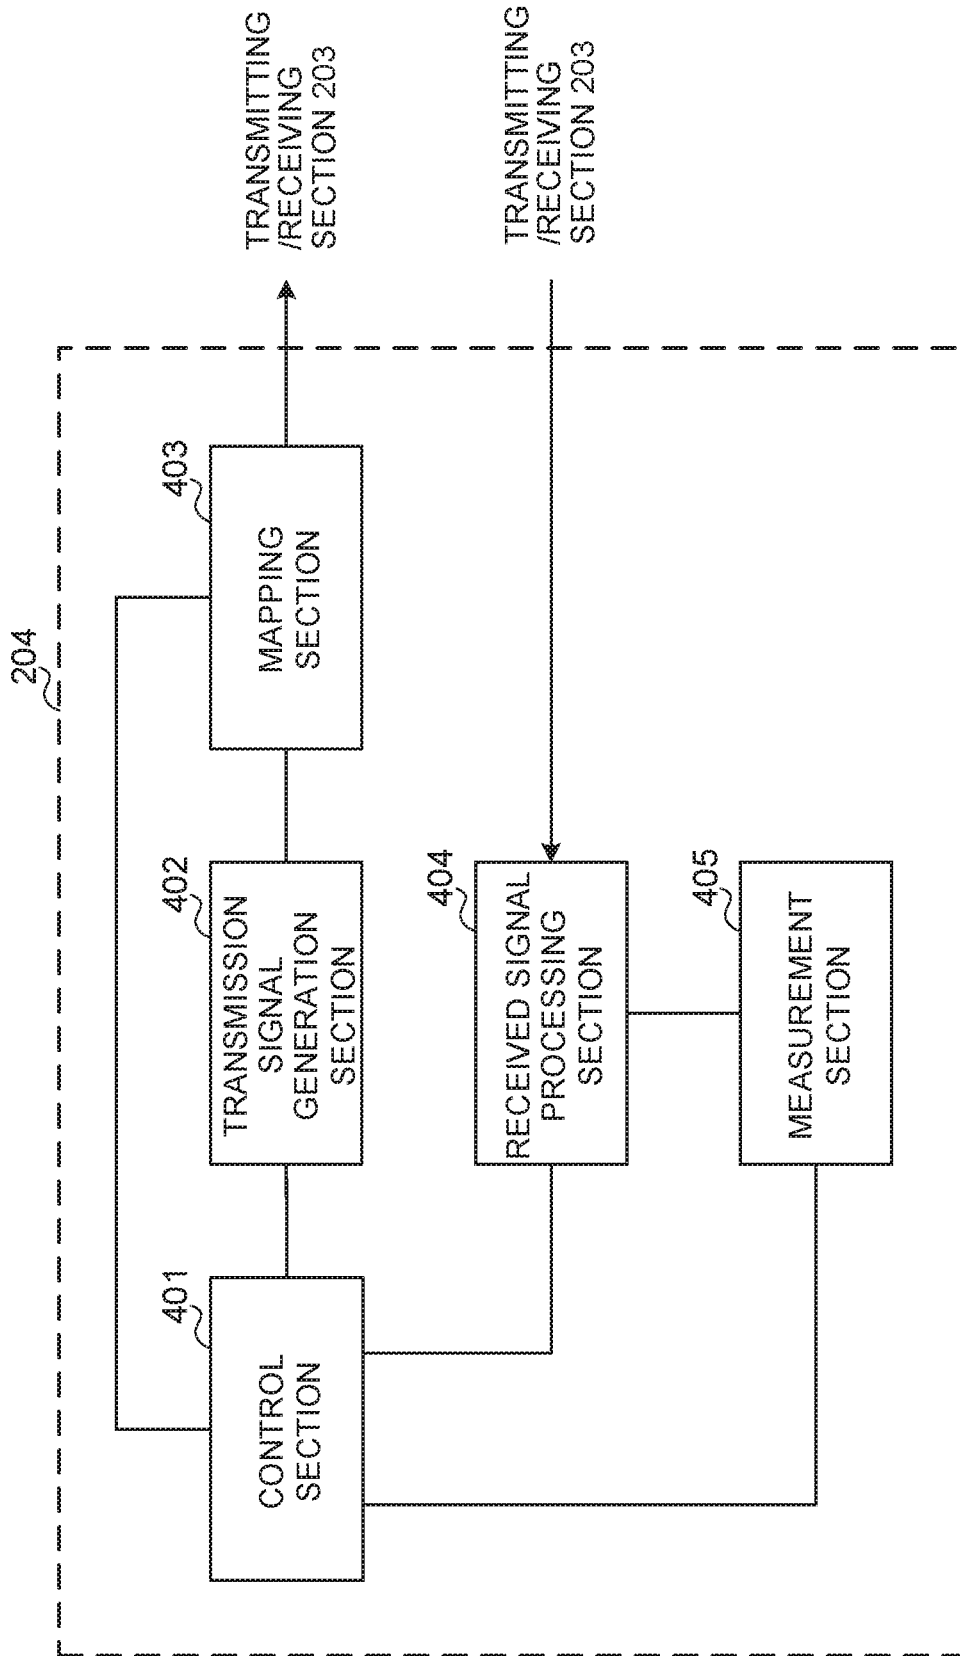 204
401
CONTROL
SECTION
402
TRANSMISSION
SIGNAL
GENERATION
SECTION
403
MAPPING
SECTION
TRANSMITTING
/RECEIVING
SECTION 203
404
RECEIVED SIGNAL
PROCESSING
SECTION
TRANSMITTING
/RECEIVING
SECTION 203
405
MEASUREMENT
SECTION